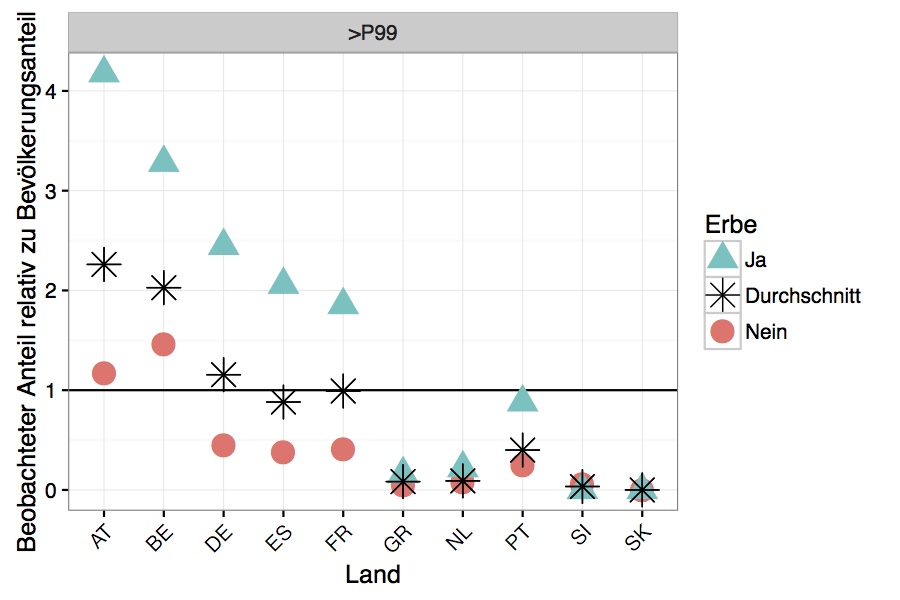 >P99
Beobachteter Anteil relativ zu Bevölkerungsanteil
4
3
2
1
0
AT BE DE ES FR GR NL PT SI SK
Land
Erbe
Ja
Durchschnitt
Nein